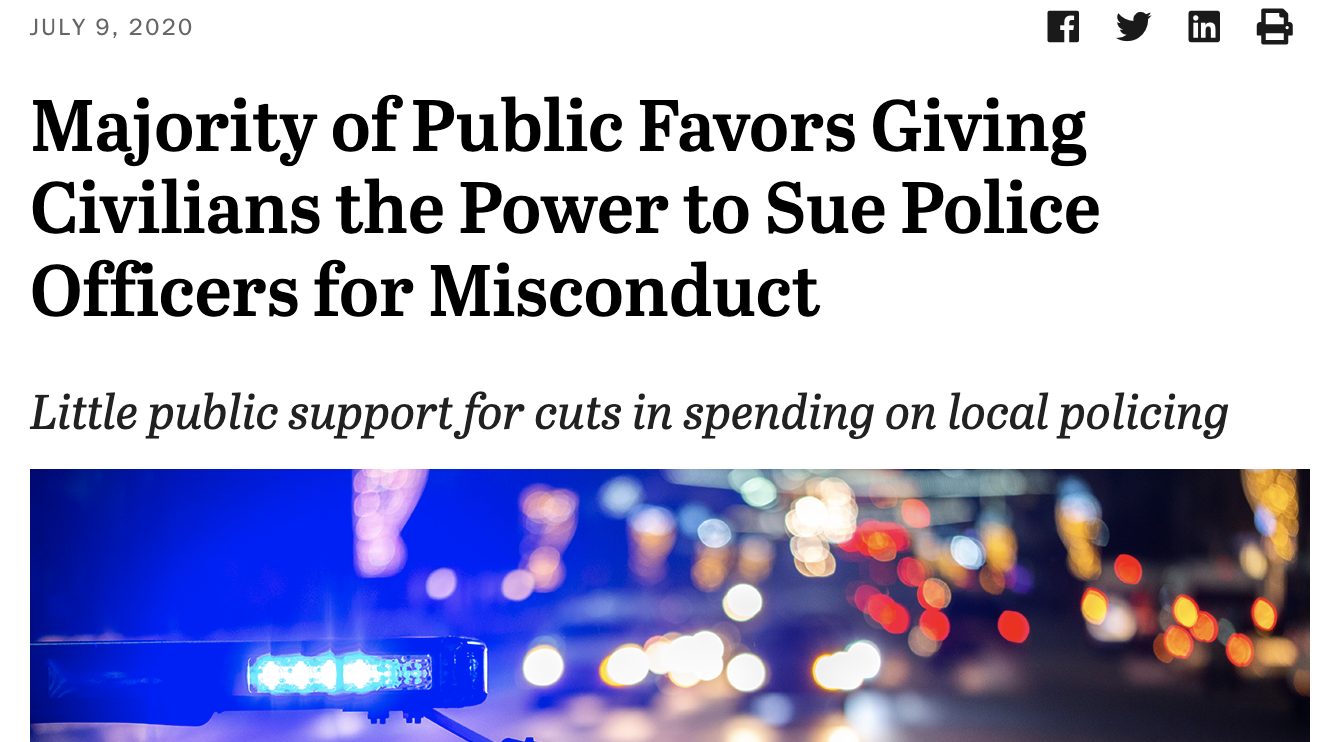 JULY 9, 2020
Majority of Public Favors Giving
Civilians the Power to Sue Police
Officers for Misconduct
Little public support for cuts in spending on local policing